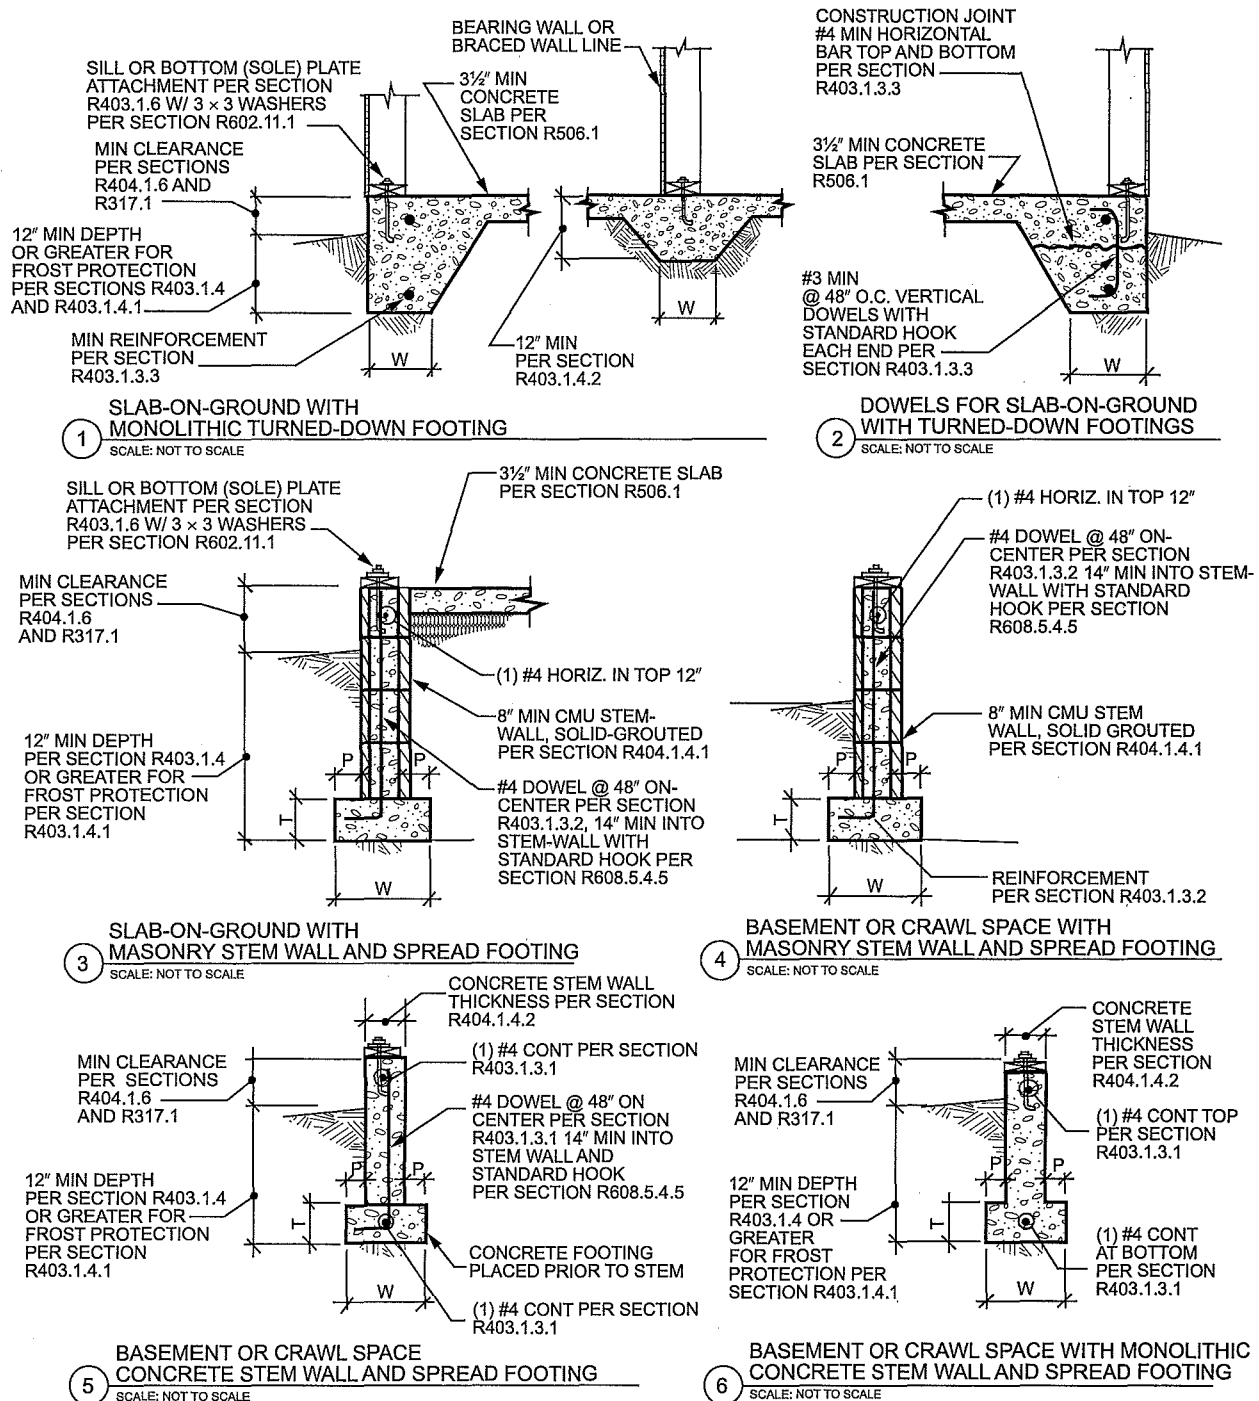 SILL OR BOTTOM (SOLE) PLATE
ATTACHMENT PER SECTION
R403.1.6 W/ 3 × 3 WASHERS
PER SECTION R602.11.1
MIN CLEARANCE
PER SECTIONS
R404.1.6 AND
R317.1
12" MIN DEPTH
OR GREATER FOR
FROST PROTECTION
PER SECTIONS R403.1.4
AND R403.1.4.1
MIN REINFORCEMENT
PER SECTION
R403.1.3.3
3½" MIN
CONCRETE
SLAB PER
SECTION R506.1
BEARING WALL OR
BRACED WALL LINE
12" MIN
PER SECTION
R403.1.4.2
W
W
1
SLAB-ON-GROUND WITH
MONOLITHIC TURNED-DOWN FOOTING
SCALE: NOT TO SCALE
CONSTRUCTION JOINT
#4 MIN HORIZONTAL
BAR TOP AND BOTTOM
PER SECTION
R403.1.3.3
3½" MIN CONCRETE
SLAB PER SECTION
R506.1
#3 MIN
@ 48" O.C. VERTICAL
DOWELS WITH
STANDARD HOOK
EACH END PER
SECTION R403.1.3.3
W
2
DOWELS FOR SLAB-ON-GROUND
WITH TURNED-DOWN FOOTINGS
SCALE: NOT TO SCALE
SILL OR BOTTOM (SOLE) PLATE
ATTACHMENT PER SECTION
R403.1.6 W/ 3 × 3 WASHERS
PER SECTION R602.11.1
3½" MIN CONCRETE SLAB
PER SECTION R506.1
MIN CLEARANCE
PER SECTIONS
R404.1.6
AND R317.1
(1) #4 HORIZ. IN TOP 12"
8" MIN CMU STEM-
WALL, SOLID-GROUTED
PER SECTION R404.1.4.1
12" MIN DEPTH
PER SECTION R403.1.4
OR GREATER FOR
FROST PROTECTION
PER SECTION
R403.1.4.1
#4 DOWEL @ 48" ON-
CENTER PER SECTION
R403.1.3.2, 14" MIN INTO
STEM-WALL WITH
STANDARD HOOK PER
SECTION R608.5.4.5
P
P
T
W
3
SLAB-ON-GROUND WITH
MASONRY STEM WALL AND SPREAD FOOTING
SCALE: NOT TO SCALE
(1) #4 HORIZ. IN TOP 12"
#4 DOWEL @ 48" ON-
CENTER PER SECTION
R403.1.3.2 14" MIN INTO STEM-
WALL WITH STANDARD
HOOK PER SECTION
R608.5.4.5
8" MIN CMU STEM
WALL, SOLID GROUTED
PER SECTION R404.1.4.1
P
P
T
W
REINFORCEMENT
PER SECTION R403.1.3.2
4
BASEMENT OR CRAWL SPACE WITH
MASONRY STEM WALL AND SPREAD FOOTING
SCALE: NOT TO SCALE
CONCRETE STEM WALL
THICKNESS PER SECTION
R404.1.4.2
MIN CLEARANCE
PER SECTIONS
R404.1.6
AND R317.1
(1) #4 CONT PER SECTION
R403.1.3.1
#4 DOWEL @ 48" ON
CENTER PER SECTION
R403.1.3.1 14" MIN INTO
STEM WALL AND
STANDARD HOOK
PER SECTION R608.5.4.5
12" MIN DEPTH
PER SECTION R403.1.4
OR GREATER FOR
FROST PROTECTION
PER SECTION
R403.1.4.1
P
T
W
CONCRETE FOOTING
PLACED PRIOR TO STEM
(1) #4 CONT PER SECTION
R403.1.3.1
5
BASEMENT OR CRAWL SPACE
CONCRETE STEM WALL AND SPREAD FOOTING
SCALE: NOT TO SCALE
CONCRETE
STEM WALL
THICKNESS
PER SECTION
R404.1.4.2
MIN CLEARANCE
PER SECTIONS
R404.1.6
AND R317.1
(1) #4 CONT TOP
PER SECTION
R403.1.3.1
12" MIN DEPTH
PER SECTION
R403.1.4 OR
GREATER
FOR FROST
PROTECTION PER
SECTION R403.1.4.1
P
P
T
W
(1) #4 CONT
AT BOTTOM
PER SECTION
R403.1.3.1
6
BASEMENT OR CRAWL SPACE WITH MONOLITHIC
CONCRETE STEM WALL AND SPREAD FOOTING
SCALE: NOT TO SCALE